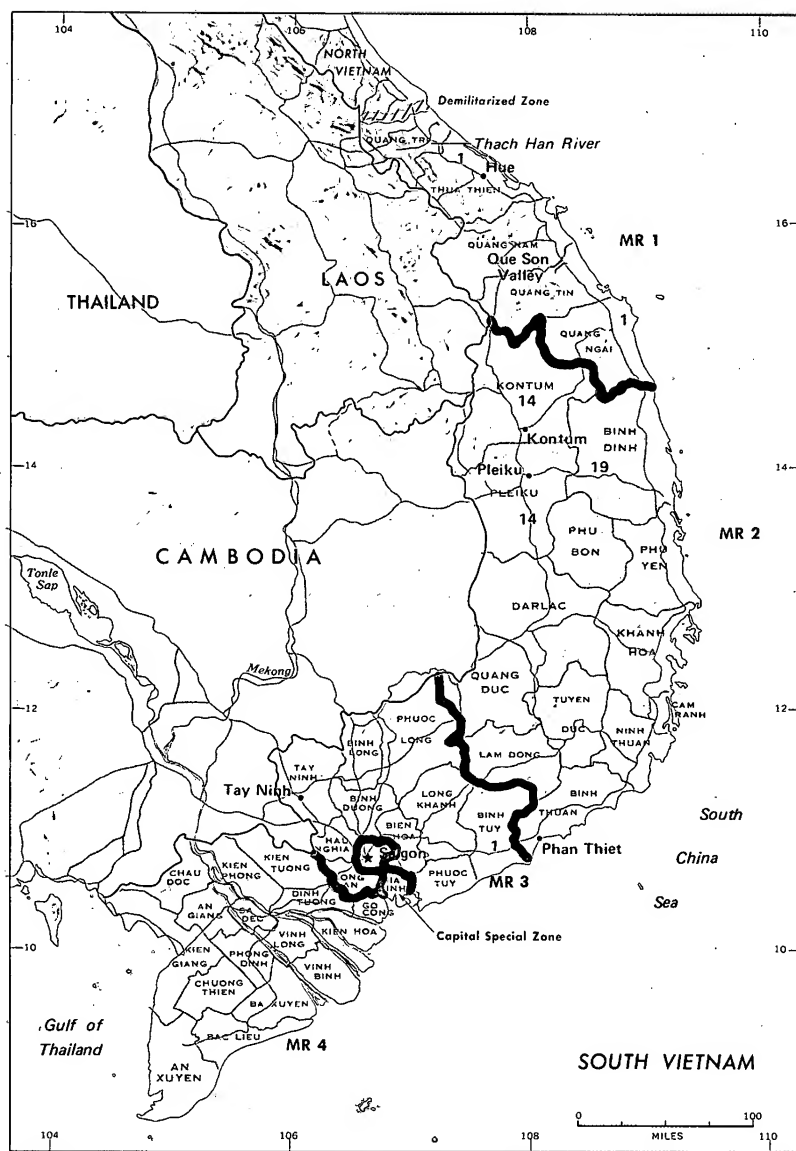 104
106
108
110
NORTH
VIETNAM
Demilitarized Zone
QUANG TRI
Thach Han River
1
Hue
THUA THIEN
16
16
MR 1
QUANG NAM
Que Son
Valley
LAOS
THAILAND
QUANG TIN
1
QUANG
NGAI
KONTUM
14
Kontum
BINH
DINH
14
14
Pleiku
19
PLEIKU
14
PHU
BON
PHU
YEN
MR 2
CAMBODIA
Tonle
Sap
DARLAC
KHANH
HOA
Mekong
QUANG
DUC
12
12
TUYEN
DUC
CAM
RANH
PHUOC
LONG
BINH
LONG
NINH
THUAN
LAM DONG
TAY
NINH
Tay Ninh
BINH
DUONG
LONG
KHANH
BINH
THUAN
BINH
TUY
1
South
China
Sea
BIEN
HOA
HAU
NGHIA
Saigon
Phan Thiet
MR 3
PHUOC
TUY
KIEN
TUONG
KIEN
PHONG
CHAU
DOC
DINH
TUONG
GO
CONG
AN
GIANG
SA
DEC
Capital Special Zone
10
10
VINH
LONG
KIEN HOA
KIEN
GIANG
PHONG
DINH
VINH
BINH
CHUONG
THIEN
BA XUYEN
Gulf of
Thailand
BAC LIEU
MR 4
AN
XUYEN
SOUTH VIETNAM
0
100
MILES
104
106
108
110